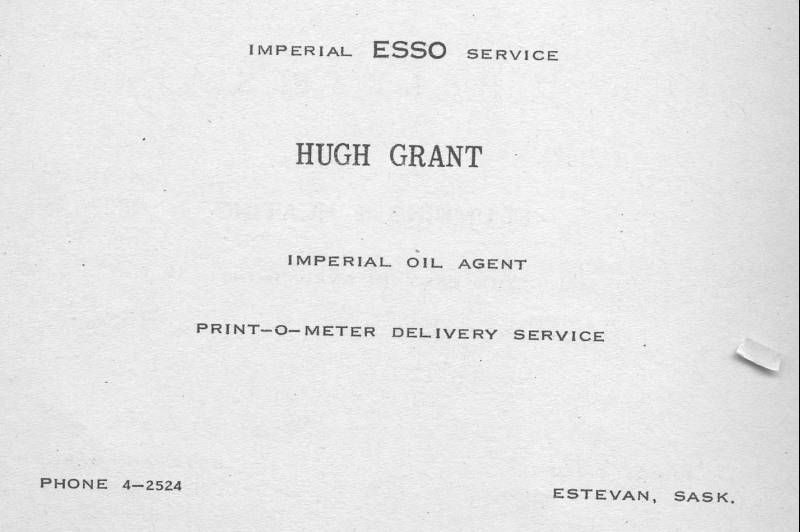 IMPERIAL ESSO SERVICE
HUGH GRANT
IMPERIAL OIL AGENT
PRINT-O-METER DELIVERY SERVICE
PHONE 4-2524
ESTEVAN, SASK.